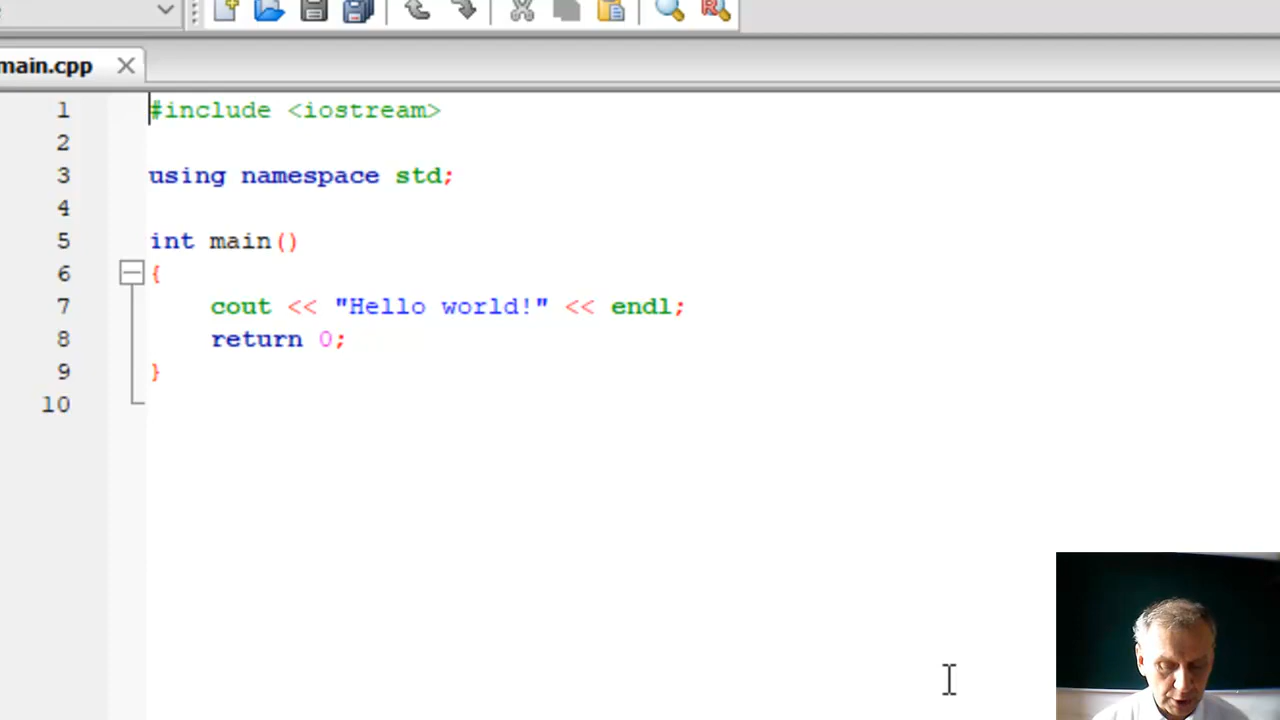 main.cpp
1 #include <iostream>
2
3 using namespace std;
4
5 int main()
6 {
7     cout << "Hello world!" << endl;
8     return 0;
9 }
10